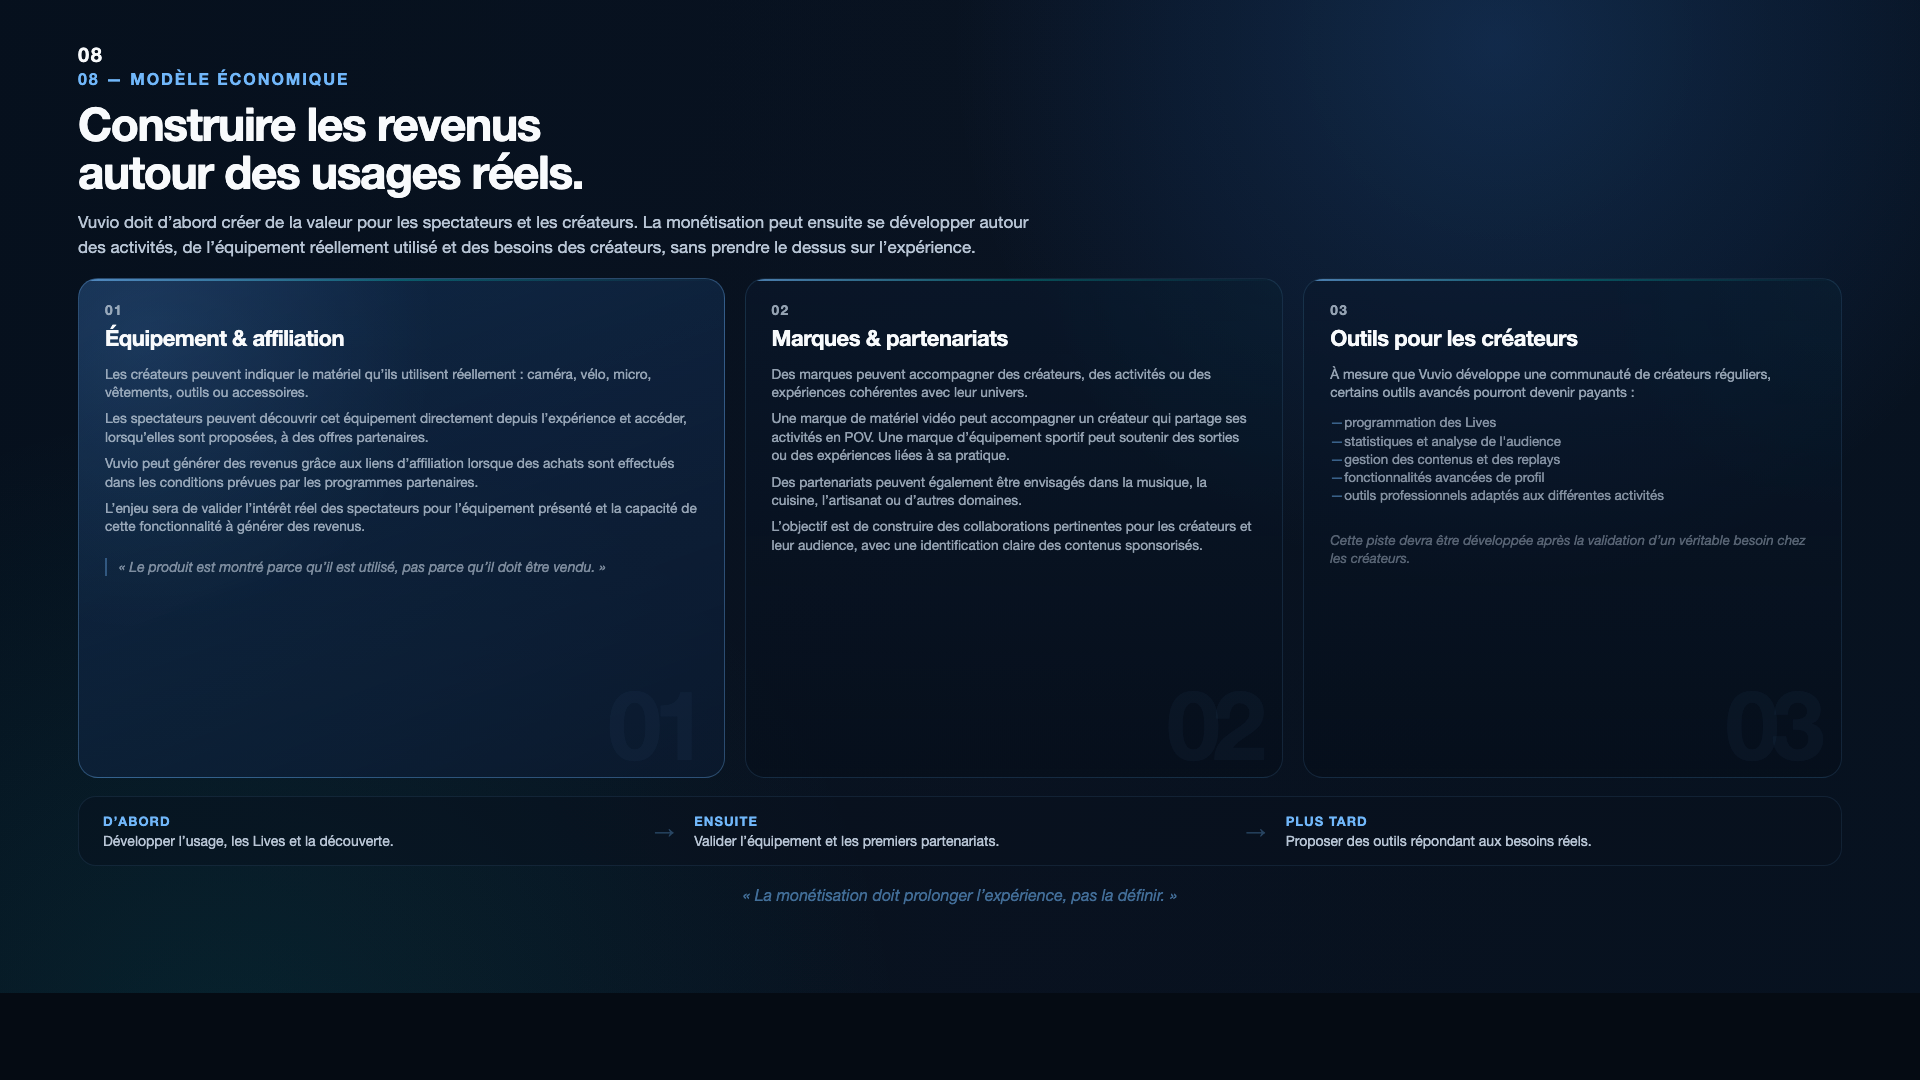 08
08 — MODÈLE ÉCONOMIQUE
Construire les revenus
autour des usages réels.
Vuvio doit d’abord créer de la valeur pour les spectateurs et les créateurs. La monétisation peut ensuite se développer autour
des activités, de l’équipement réellement utilisé et des besoins des créateurs, sans prendre le dessus sur l’expérience.
01
Équipement & affiliation
Les créateurs peuvent indiquer le matériel qu’ils utilisent réellement : caméra, vélo, micro,
vêtements, outils ou accessoires.
Les spectateurs peuvent découvrir cet équipement directement depuis l’expérience et accéder,
lorsqu’elles sont proposées, à des offres partenaires.
Vuvio peut générer des revenus grâce aux liens d’affiliation lorsque des achats sont effectués
dans les conditions prévues par les programmes partenaires.
L’enjeu sera de valider l’intérêt réel des spectateurs pour l’équipement présenté et la capacité de
cette fonctionnalité à générer des revenus.
« Le produit est montré parce qu’il est utilisé, pas parce qu’il doit être vendu. »
01
02
Marques & partenariats
Des marques peuvent accompagner des créateurs, des activités ou des
expériences cohérentes avec leur univers.
Une marque de matériel vidéo peut accompagner un créateur qui partage ses
activités en POV. Une marque d’équipement sportif peut soutenir des sorties
ou des expériences liées à sa pratique.
Des partenariats peuvent également être envisagés dans la musique, la
cuisine, l’artisanat ou d’autres domaines.
L’objectif est de construire des collaborations pertinentes pour les créateurs et
leur audience, avec une identification claire des contenus sponsorisés.
02
03
Outils pour les créateurs
À mesure que Vuvio développe une communauté de créateurs réguliers,
certains outils avancés pourront devenir payants :
— programmation des Lives
— statistiques et analyse de l'audience
— gestion des contenus et des replays
— fonctionnalités avancées de profil
— outils professionnels adaptés aux différentes activités
Cette piste devra être développée après la validation d’un véritable besoin chez
les créateurs.
03
D’ABORD
Développer l’usage, les Lives et la découverte.
→
ENSUITE
Valider l’équipement et les premiers partenariats.
→
PLUS TARD
Proposer des outils répondant aux besoins réels.
« La monétisation doit prolonger l’expérience, pas la définir. »